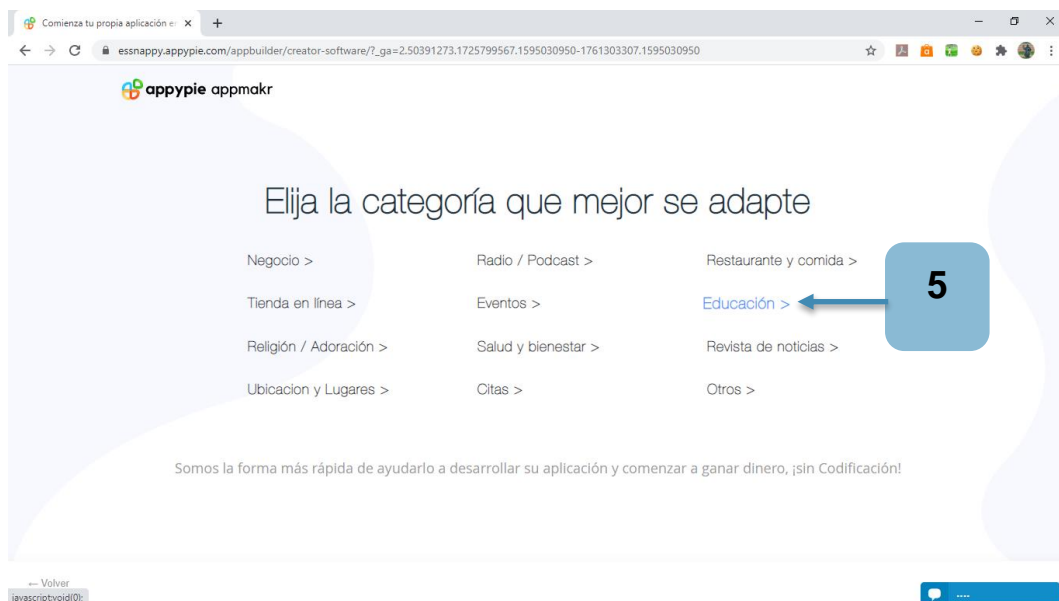 Comienza tu propia aplicación en
essnappy.appypie.com/appbuilder/creator-software/?_ga=2.50391273.1725799567.1595030950-1761303307.1595030950
appypie appmakr
Elija la categoría que mejor se adapte
Negocio > Radio / Podcast > Restaurante y comida >
Tienda en línea > Eventos > Educación > 5
Religión / Adoración > Salud y bienestar > Revista de noticias >
Ubicacion y Lugares > Citas > Otros >
Somos la forma más rápida de ayudarlo a desarrollar su aplicación y comenzar a ganar dinero, ¡sin Codificación!
← Volver
javascript:void(0);
....